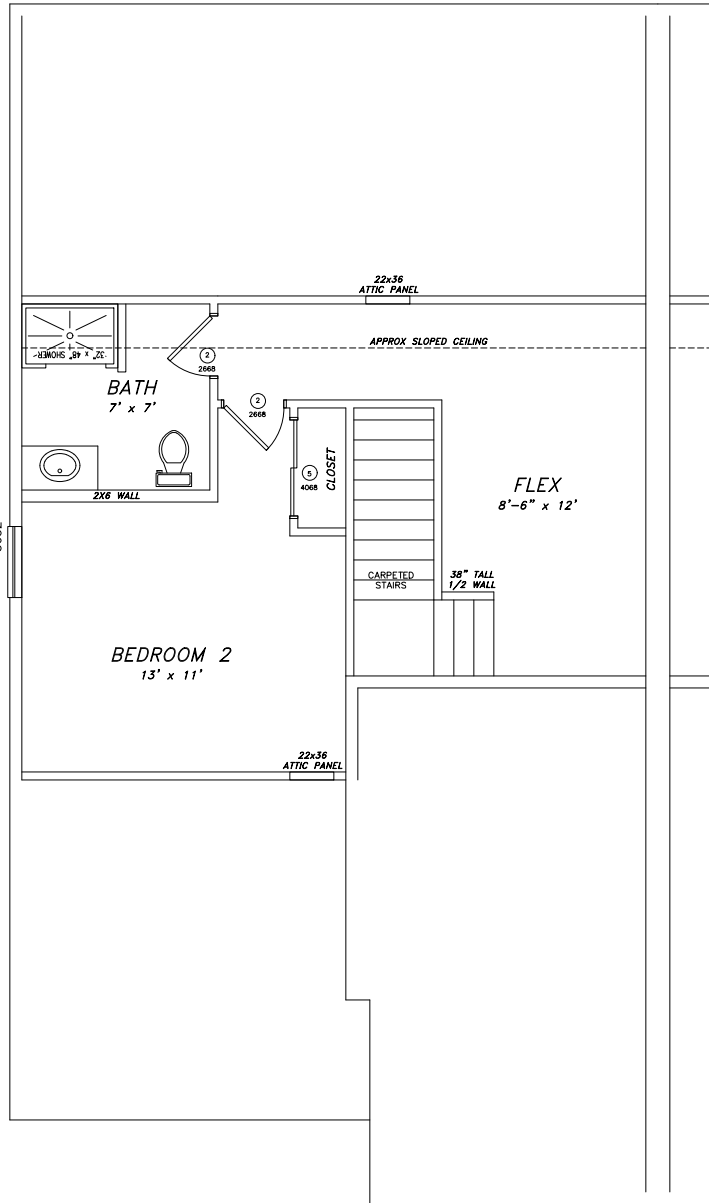 22x36
ATTIC PANEL
APPROX SLOPED CEILING
2
2668
32" x 48" SHOWER
BATH
7' x 7'
2
2668
5
4068
CLOSET
FLEX
8'-6" x 12'
2X6 WALL
CARPETED
STAIRS
38" TALL
1/2 WALL
BEDROOM 2
13' x 11'
22x36
ATTIC PANEL